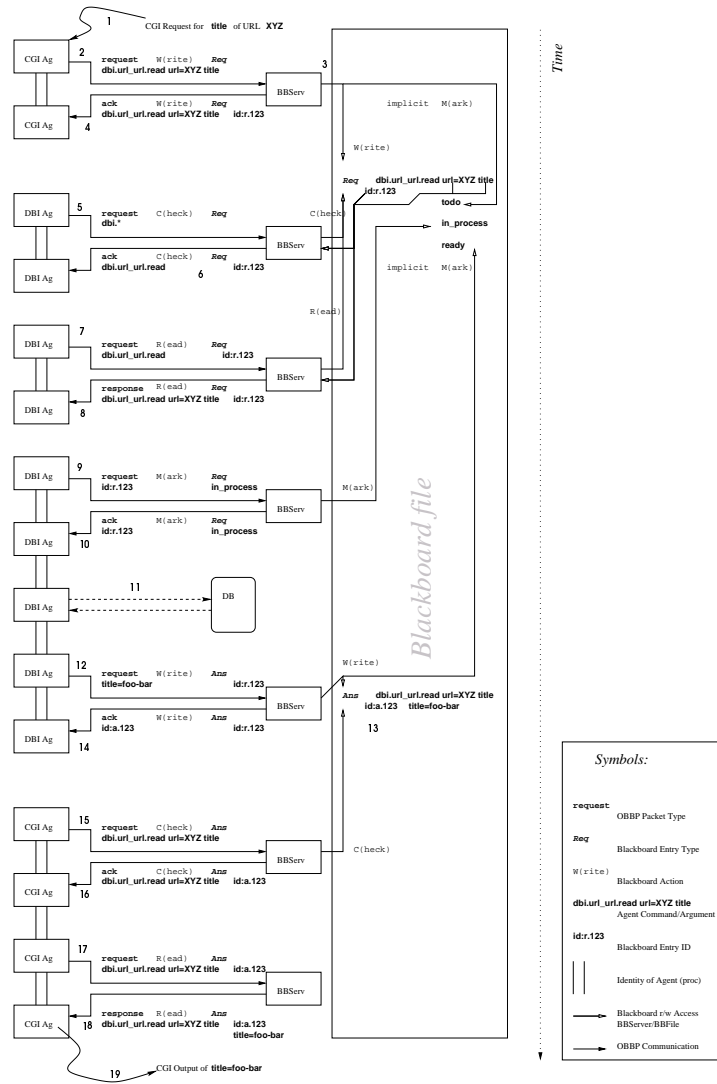 1
CGI Request for title of URL XYZ
2
CGI Ag
request W(rite) Req
dbi.url_url.read url=XYZ title
BBServ
3
CGI Ag
ack W(rite) Req
dbi.url_url.read url=XYZ title id:r.123
4
implicit M(ark)
W(rite)
Time
Req dbi.url_url.read url=XYZ title
id:r.123
todo
in_process
ready
implicit M(ark)
5
DBI Ag
request C(heck) Req
dbi.*
C(heck)
BBServ
DBI Ag
ack C(heck) Req
dbi.url_url.read id:r.123
6
R(ead)
7
DBI Ag
request R(ead) Req
dbi.url_url.read id:r.123
BBServ
DBI Ag
response R(ead) Req
dbi.url_url.read url=XYZ title id:r.123
8
9
DBI Ag
request M(ark) Req
id:r.123 in_process
M(ark)
BBServ
DBI Ag
ack M(ark) Req
id:r.123 in_process
10
Blackboard file
11
DBI Ag
DB
12
DBI Ag
request W(rite) Ans
title=foo-bar id:r.123
W(rite)
BBServ
Ans dbi.url_url.read url=XYZ title
id:a.123 title=foo-bar
13
DBI Ag
ack W(rite) Ans
id:a.123 id:r.123
14
15
CGI Ag
request C(heck) Ans
dbi.url_url.read url=XYZ title
BBServ
C(heck)
CGI Ag
ack C(heck) Ans
dbi.url_url.read url=XYZ title id:a.123
16
17
CGI Ag
request R(ead) Ans
dbi.url_url.read url=XYZ title id:a.123
BBServ
CGI Ag
response R(ead) Ans
dbi.url_url.read url=XYZ title id:a.123
title=foo-bar
18
19
CGI Output of title=foo-bar
Symbols:
request
OBBP Packet Type
Req
Blackboard Entry Type
W(rite)
Blackboard Action
dbi.url_url.read url=XYZ title
Agent Command/Argument
id:r.123
Blackboard Entry ID
Identity of Agent (proc)
Blackboard r/w Access
BBServer/BBFile
OBBP Communication